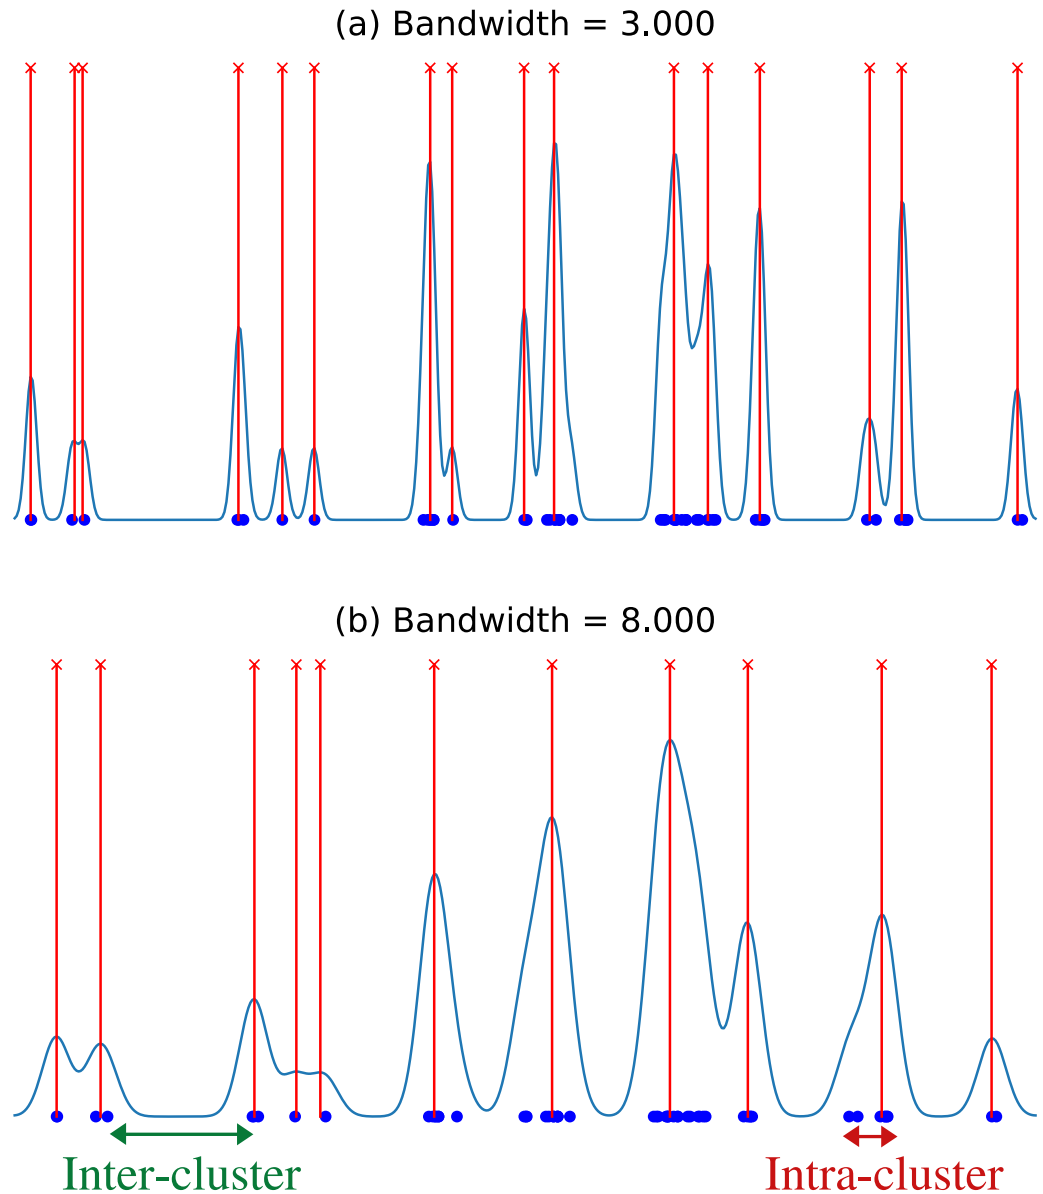 (a) Bandwidth = 3.000
(b) Bandwidth = 8.000
Inter-cluster
Intra-cluster